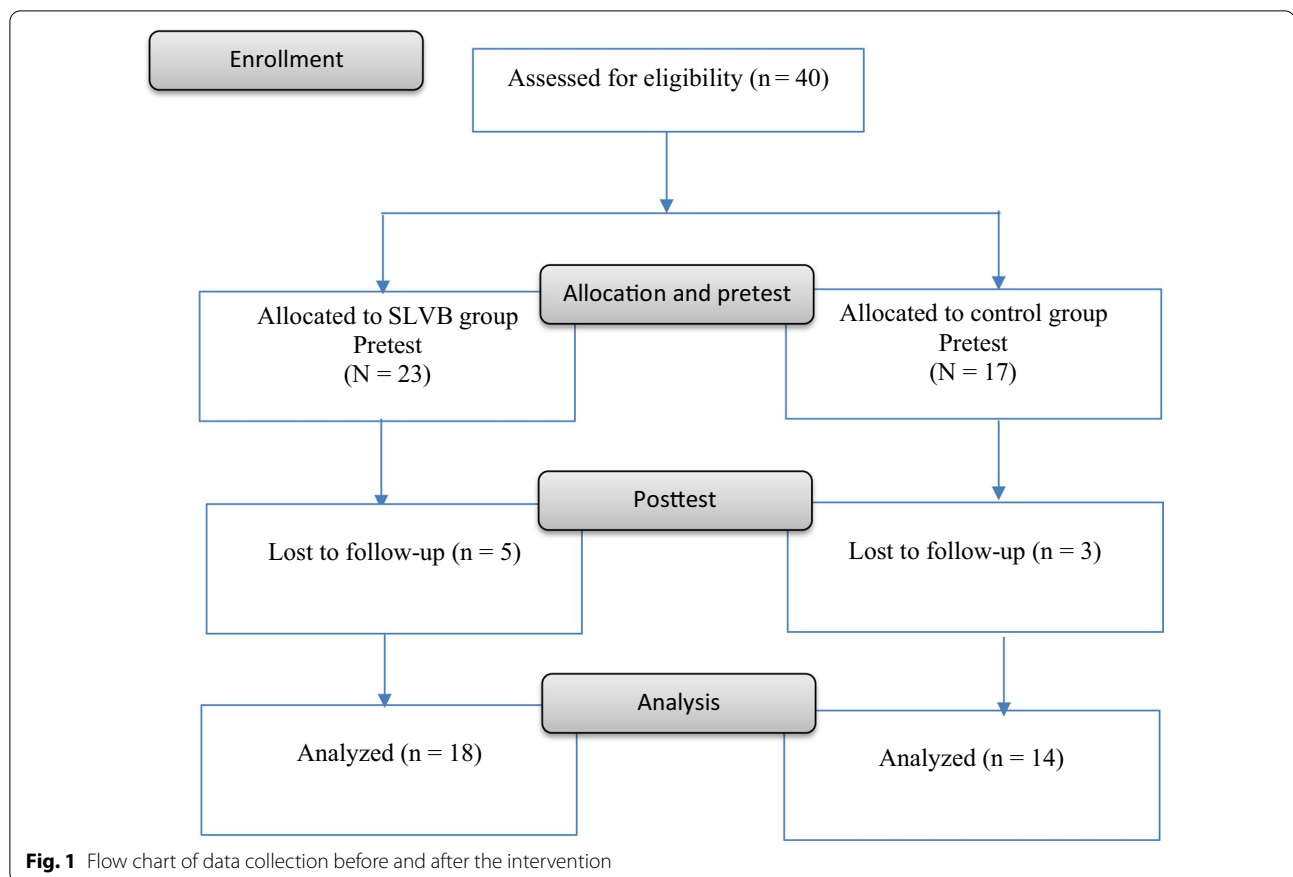 Enrollment
Assessed for eligibility (n = 40)
Allocation and pretest
Allocated to SLVB group
Pretest
(N = 23)
Allocated to control group
Pretest
(N = 17)
Posttest
Lost to follow-up (n = 5)
Lost to follow-up (n = 3)
Analysis
Analyzed (n = 18)
Analyzed (n = 14)
Fig. 1 Flow chart of data collection before and after the intervention